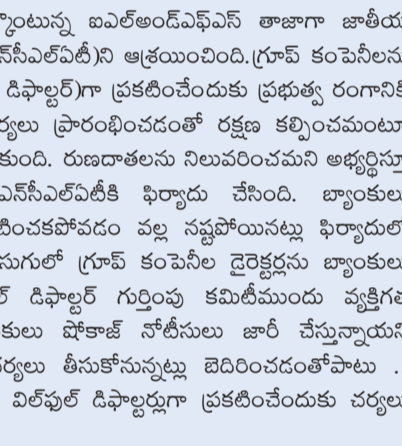 ర్కొంటున్న ఐఎల్అండ్ఎఫ్ఎస్ తాజాగా జాతీయ
న్సీఎల్ఏటీ)ని ఆశ్రయించింది.గ్రూప్ కంపెనీలను
డిఫాల్టర్)గా ప్రకటించేందుకు ప్రభుత్వ రంగానికి
ర్యలు ప్రారంభించడంతో రక్షణ కల్పించమంటూ
కుంది. రుణదాతలను నిలువరించమని అభ్యర్థిస్తూ
ఎన్సీఎల్ఏటీకి ఫిర్యాదు చేసింది. బ్యాంకులు
టించకపోవడం వల్ల నష్టపోయినట్లు ఫిర్యాదులో
సుగులో గ్రూప్ కంపెనీల డైరెక్టర్లను బ్యాంకులు
ల్ డిఫాల్టర్ గుర్తింపు కమిటీముందు వ్యక్తిగత
కులు షోకాజ్ నోటీసులు జారీ చేస్తున్నాయని
ర్యలు తీసుకోనున్నట్లు బెదిరించడంతోపాటు .
విల్ఫుల్ డిఫాల్టర్లుగా ప్రకటించేందుకు చర్యలు